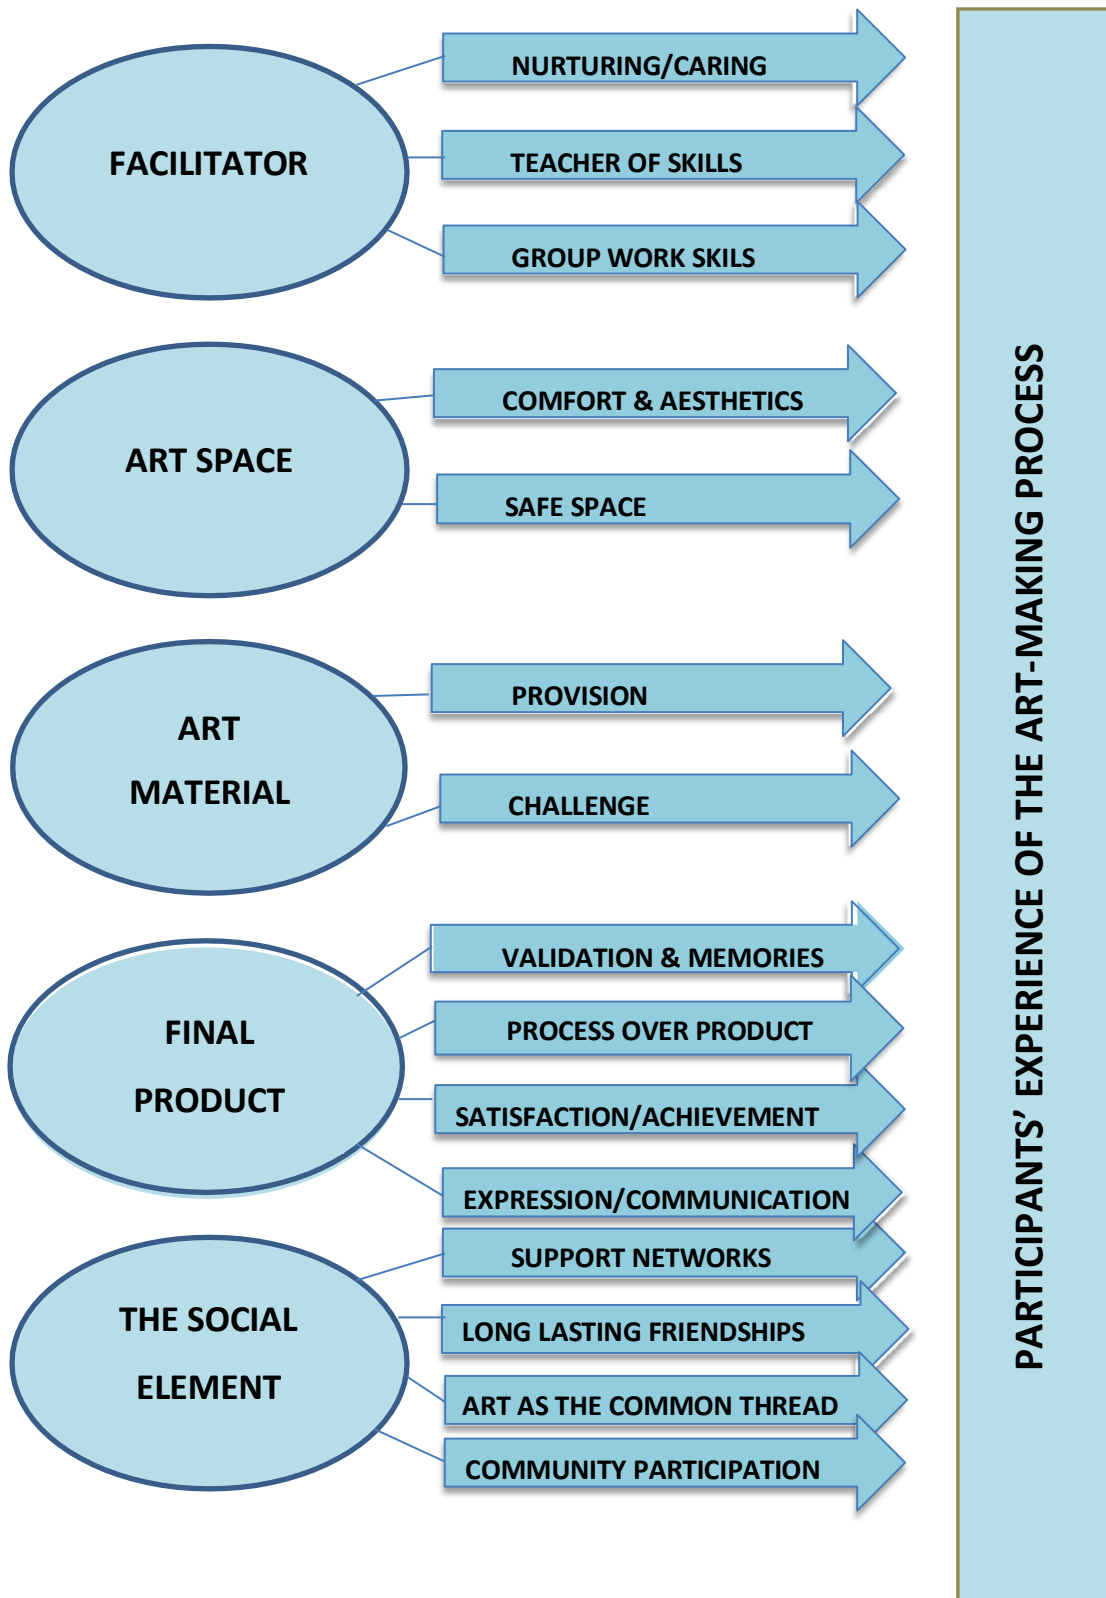 FACILITATOR
NURTURING/CARING
TEACHER OF SKILLS
GROUP WORK SKILS
ART SPACE
COMFORT & AESTHETICS
SAFE SPACE
ART
MATERIAL
PROVISION
CHALLENGE
FINAL
PRODUCT
VALIDATION & MEMORIES
PROCESS OVER PRODUCT
SATISFACTION/ACHIEVEMENT
EXPRESSION/COMMUNICATION
THE SOCIAL
ELEMENT
SUPPORT NETWORKS
LONG LASTING FRIENDSHIPS
ART AS THE COMMON THREAD
COMMUNITY PARTICIPATION
PARTICIPANTS’ EXPERIENCE OF THE ART-MAKING PROCESS